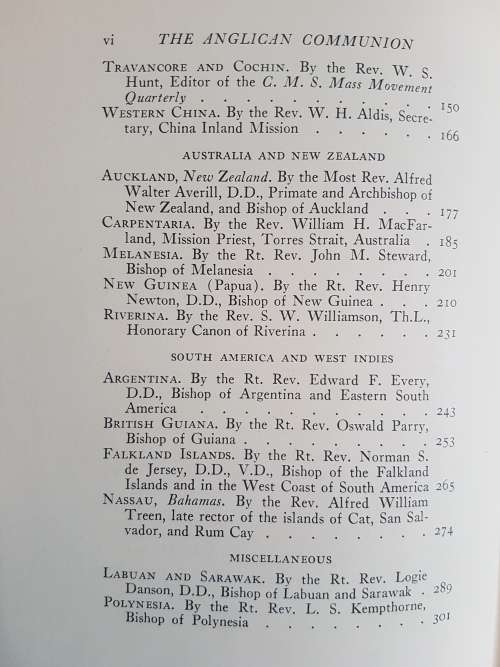 vi THE ANGLICAN COMMUNION
TRAVANCORE AND COCHIN. By the Rev. W. S.
Hunt, Editor of the C. M. S. Mass Movement
Quarterly . . . . . . . . . 150
WESTERN CHINA. By the Rev. W. H. Aldis, Secre-
tary, China Inland Mission . . . . . 166
AUSTRALIA AND NEW ZEALAND
AUCKLAND, New Zealand. By the Most Rev. Alfred
Walter Averill, D.D., Primate and Archbishop of
New Zealand, and Bishop of Auckland . . . 177
CARPENTARIA. By the Rev. William H. MacFar-
land, Mission Priest, Torres Strait, Australia . 185
MELANESIA. By the Rt. Rev. John M. Steward,
Bishop of Melanesia . . . . . . . 201
NEW GUINEA (Papua). By the Rt. Rev. Henry
Newton, D.D., Bishop of New Guinea . . . 210
RIVERINA. By the Rev. S. W. Williamson, Th.L.,
Honorary Canon of Riverina . . . . . . 231
SOUTH AMERICA AND WEST INDIES
ARGENTINA. By the Rt. Rev. Edward F. Every,
D.D., Bishop of Argentina and Eastern South
America . . . . . . . . . . 243
BRITISH GUIANA. By the Rt. Rev. Oswald Parry,
Bishop of Guiana . . . . . . . . . 253
FALKLAND ISLANDS. By the Rt. Rev. Norman S.
de Jersey, D.D., V.D., Bishop of the Falkland
Islands and in the West Coast of South America 265
NASSAU, Bahamas. By the Rev. Alfred William
Treen, late rector of the islands of Cat, San Sal-
vador, and Rum Cay . . . . . . . 274
MISCELLANEOUS
LABUAN AND SARAWAK. By the Rt. Rev. Logie
Danson, D.D., Bishop of Labuan and Sarawak . 289
POLYNESIA. By the Rt. Rev. L. S. Kempthorne,
Bishop of Polynesia . . . . . . . 301